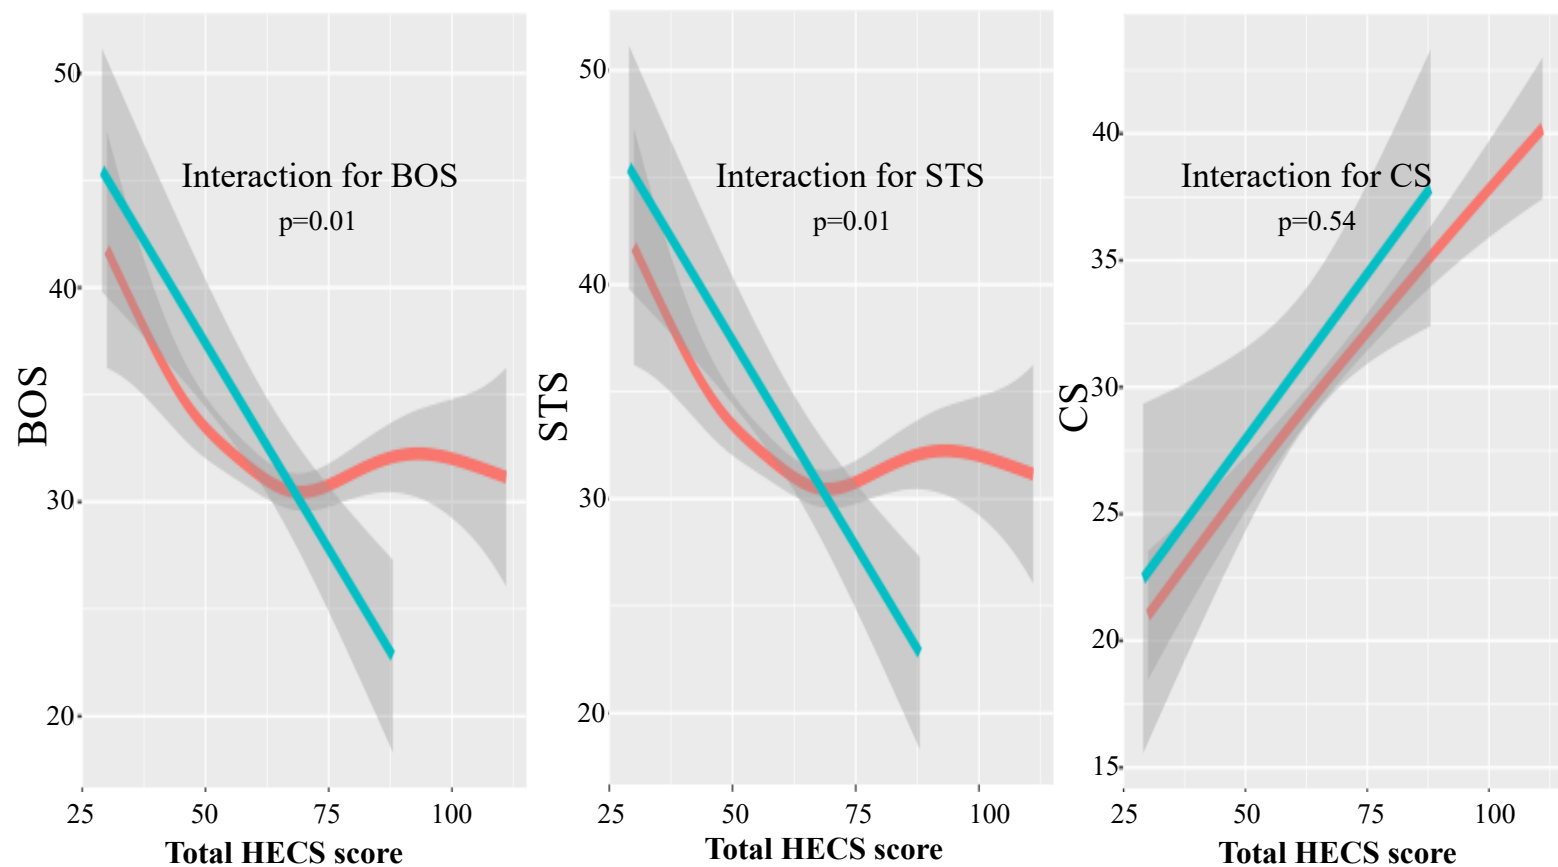 BOS
50
40
30
20
Interaction for BOS
p=0.01
25 50 75 100
Total HECS score
STS
50
40
30
20
Interaction for STS
p=0.01
25 50 75 100
Total HECS score
CS
40
35
30
25
20
15
Interaction for CS
p=0.54
25 50 75 100
Total HECS score